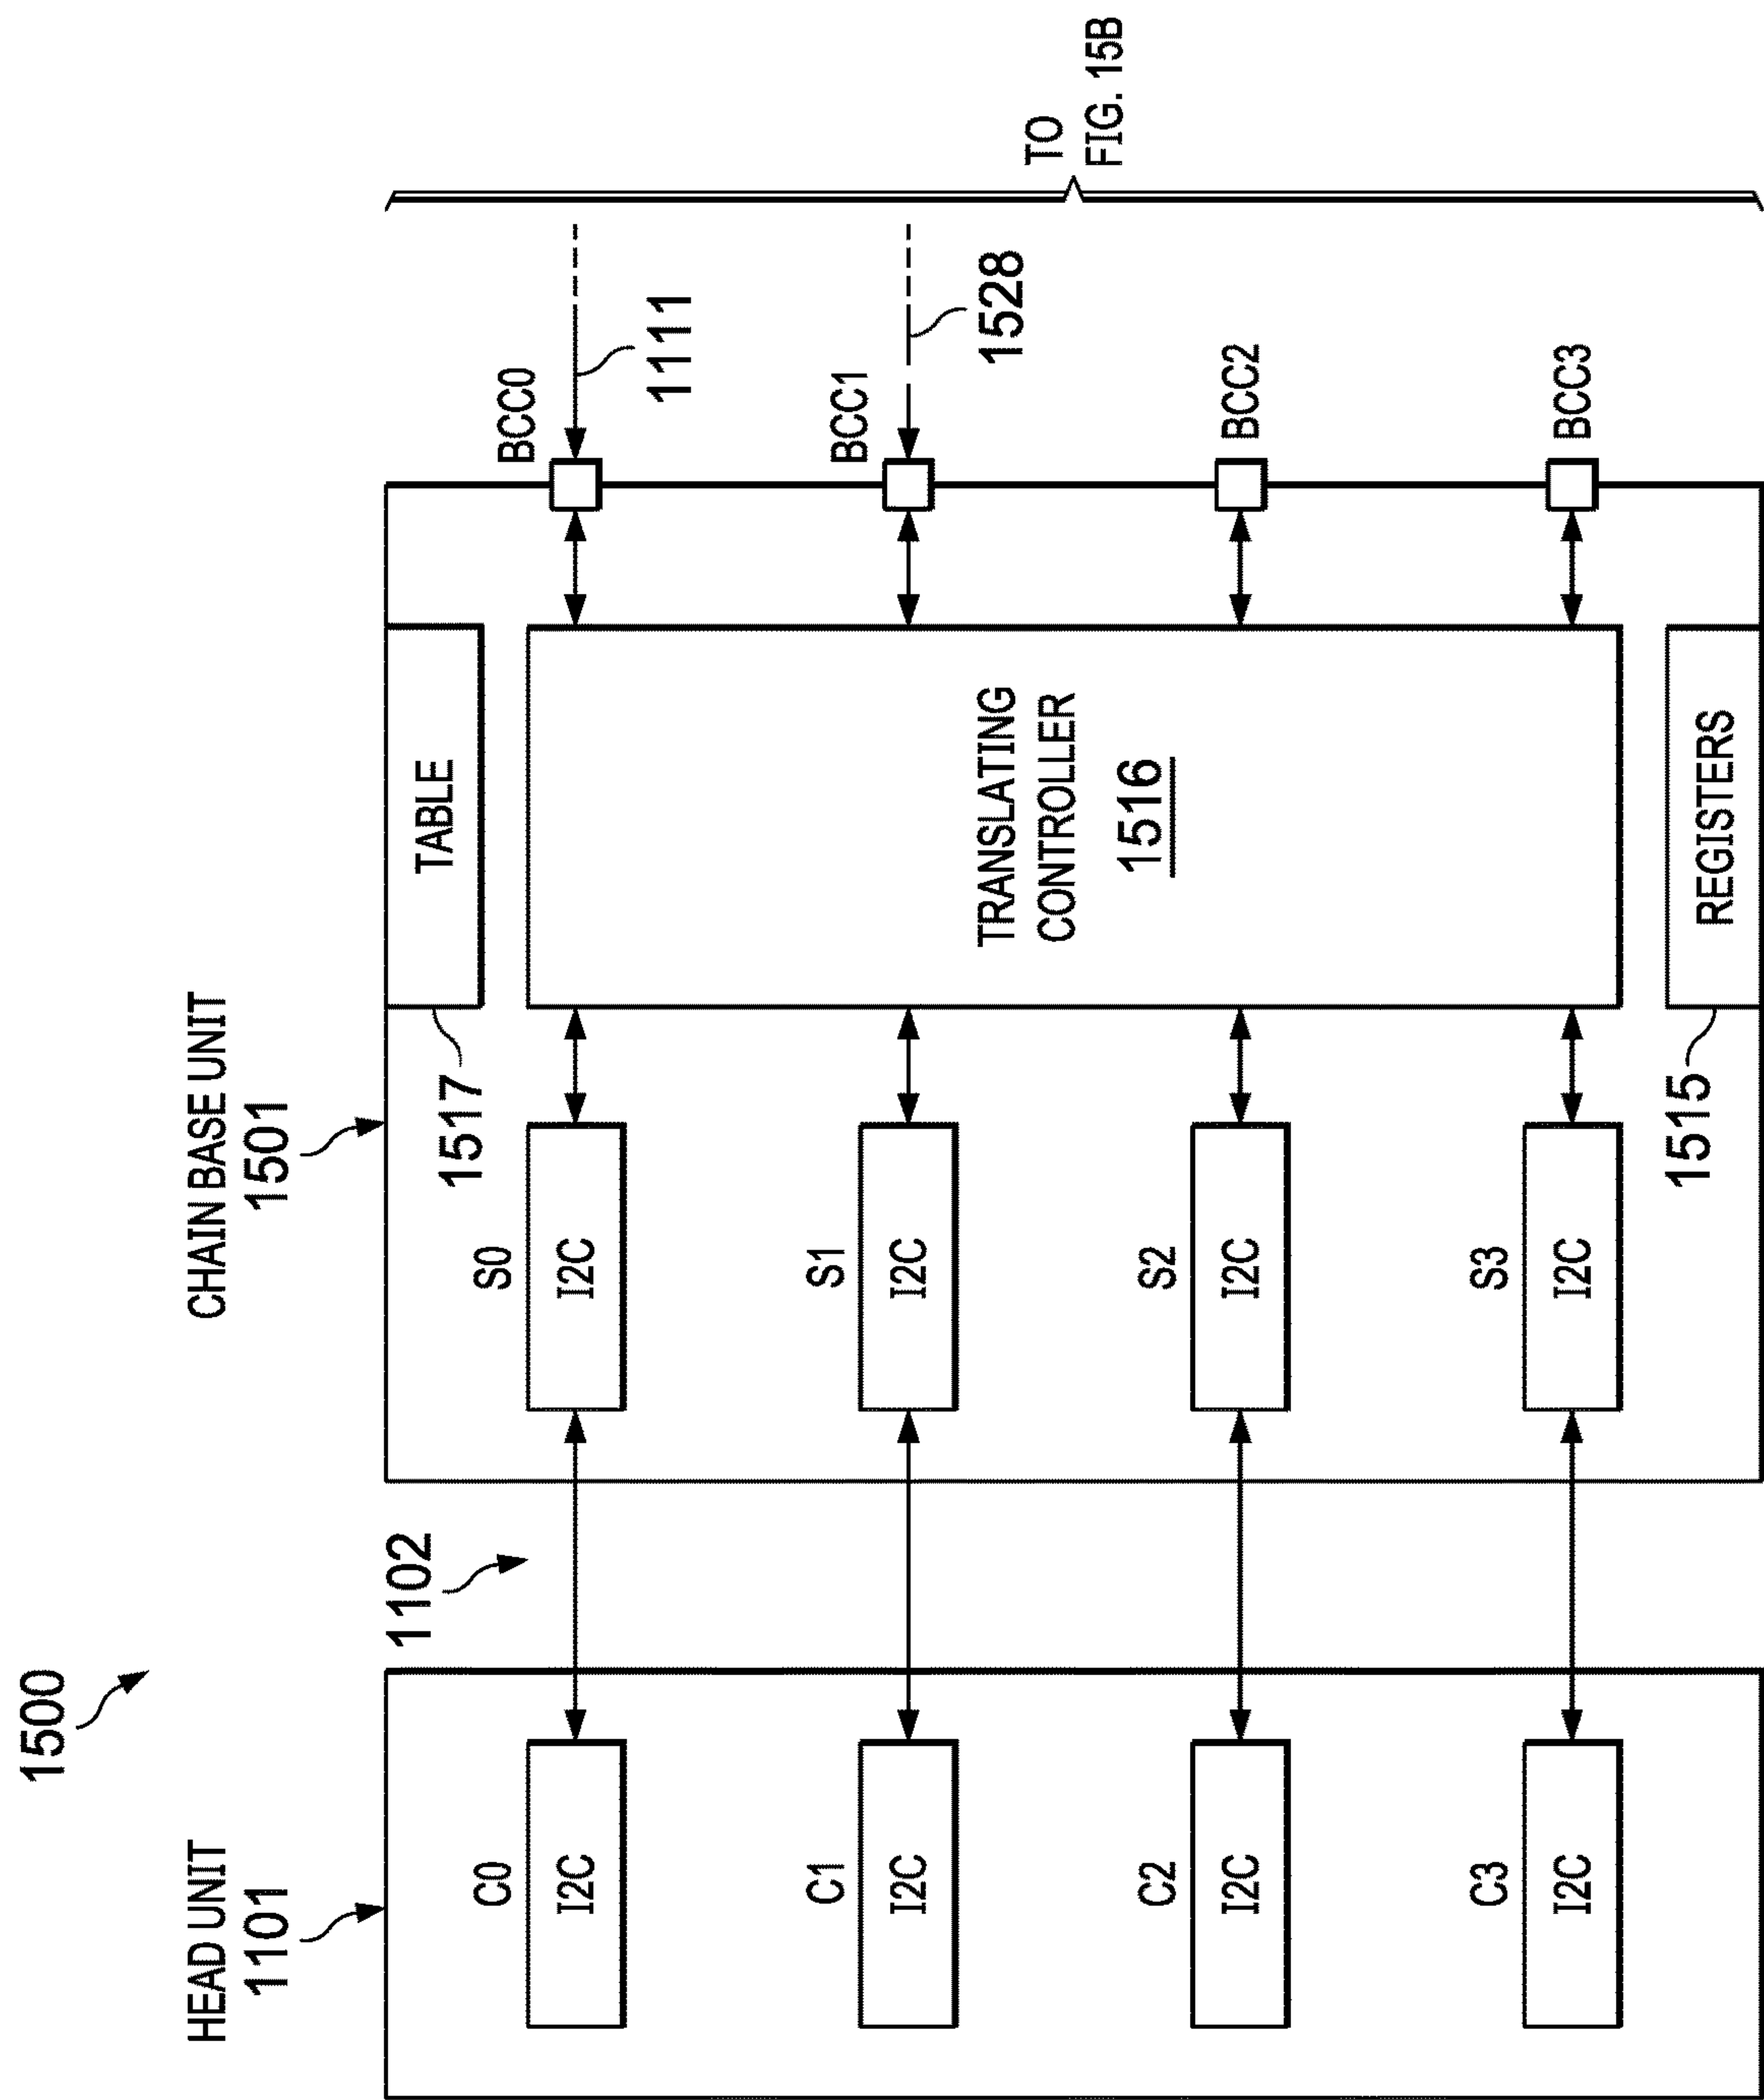 1500
HEAD UNIT
1101
CHAIN BASE UNIT
1501
1102
C0
I2C
C1
I2C
C2
I2C
C3
I2C
S0
I2C
S1
I2C
S2
I2C
S3
I2C
1517
TABLE
TRANSLATING
CONTROLLER
1516
REGISTERS
1515
BCC0
1111
BCC1
1528
BCC2
BCC3
TO
FIG. 15B